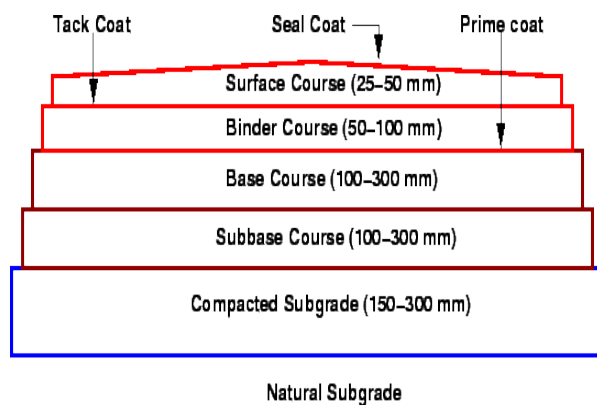 Tack Coat
Seal Coat
Prime coat
Surface Course (25–50 mm)
Binder Course (50–100 mm)
Base Course (100–300 mm)
Subbase Course (100–300 mm)
Compacted Subgrade (150–300 mm)
Natural Subgrade